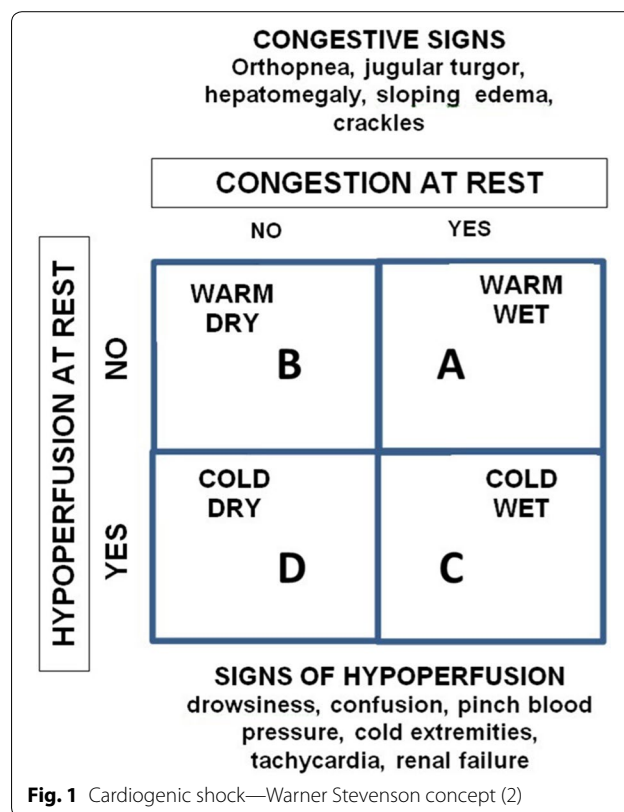 CONGESTIVE SIGNS
Orthopnea, jugular turgor,
hepatomegaly, sloping edema,
crackles
CONGESTION AT REST
NO
YES
HYPOPERFUSION AT REST
NO
WARM
DRY
B
WARM
WET
A
YES
COLD
DRY
D
COLD
WET
C
SIGNS OF HYPOPERFUSION
drowsiness, confusion, pinch blood
pressure, cold extremities,
tachycardia, renal failure
Fig. 1 Cardiogenic shock—Warner Stevenson concept (2)